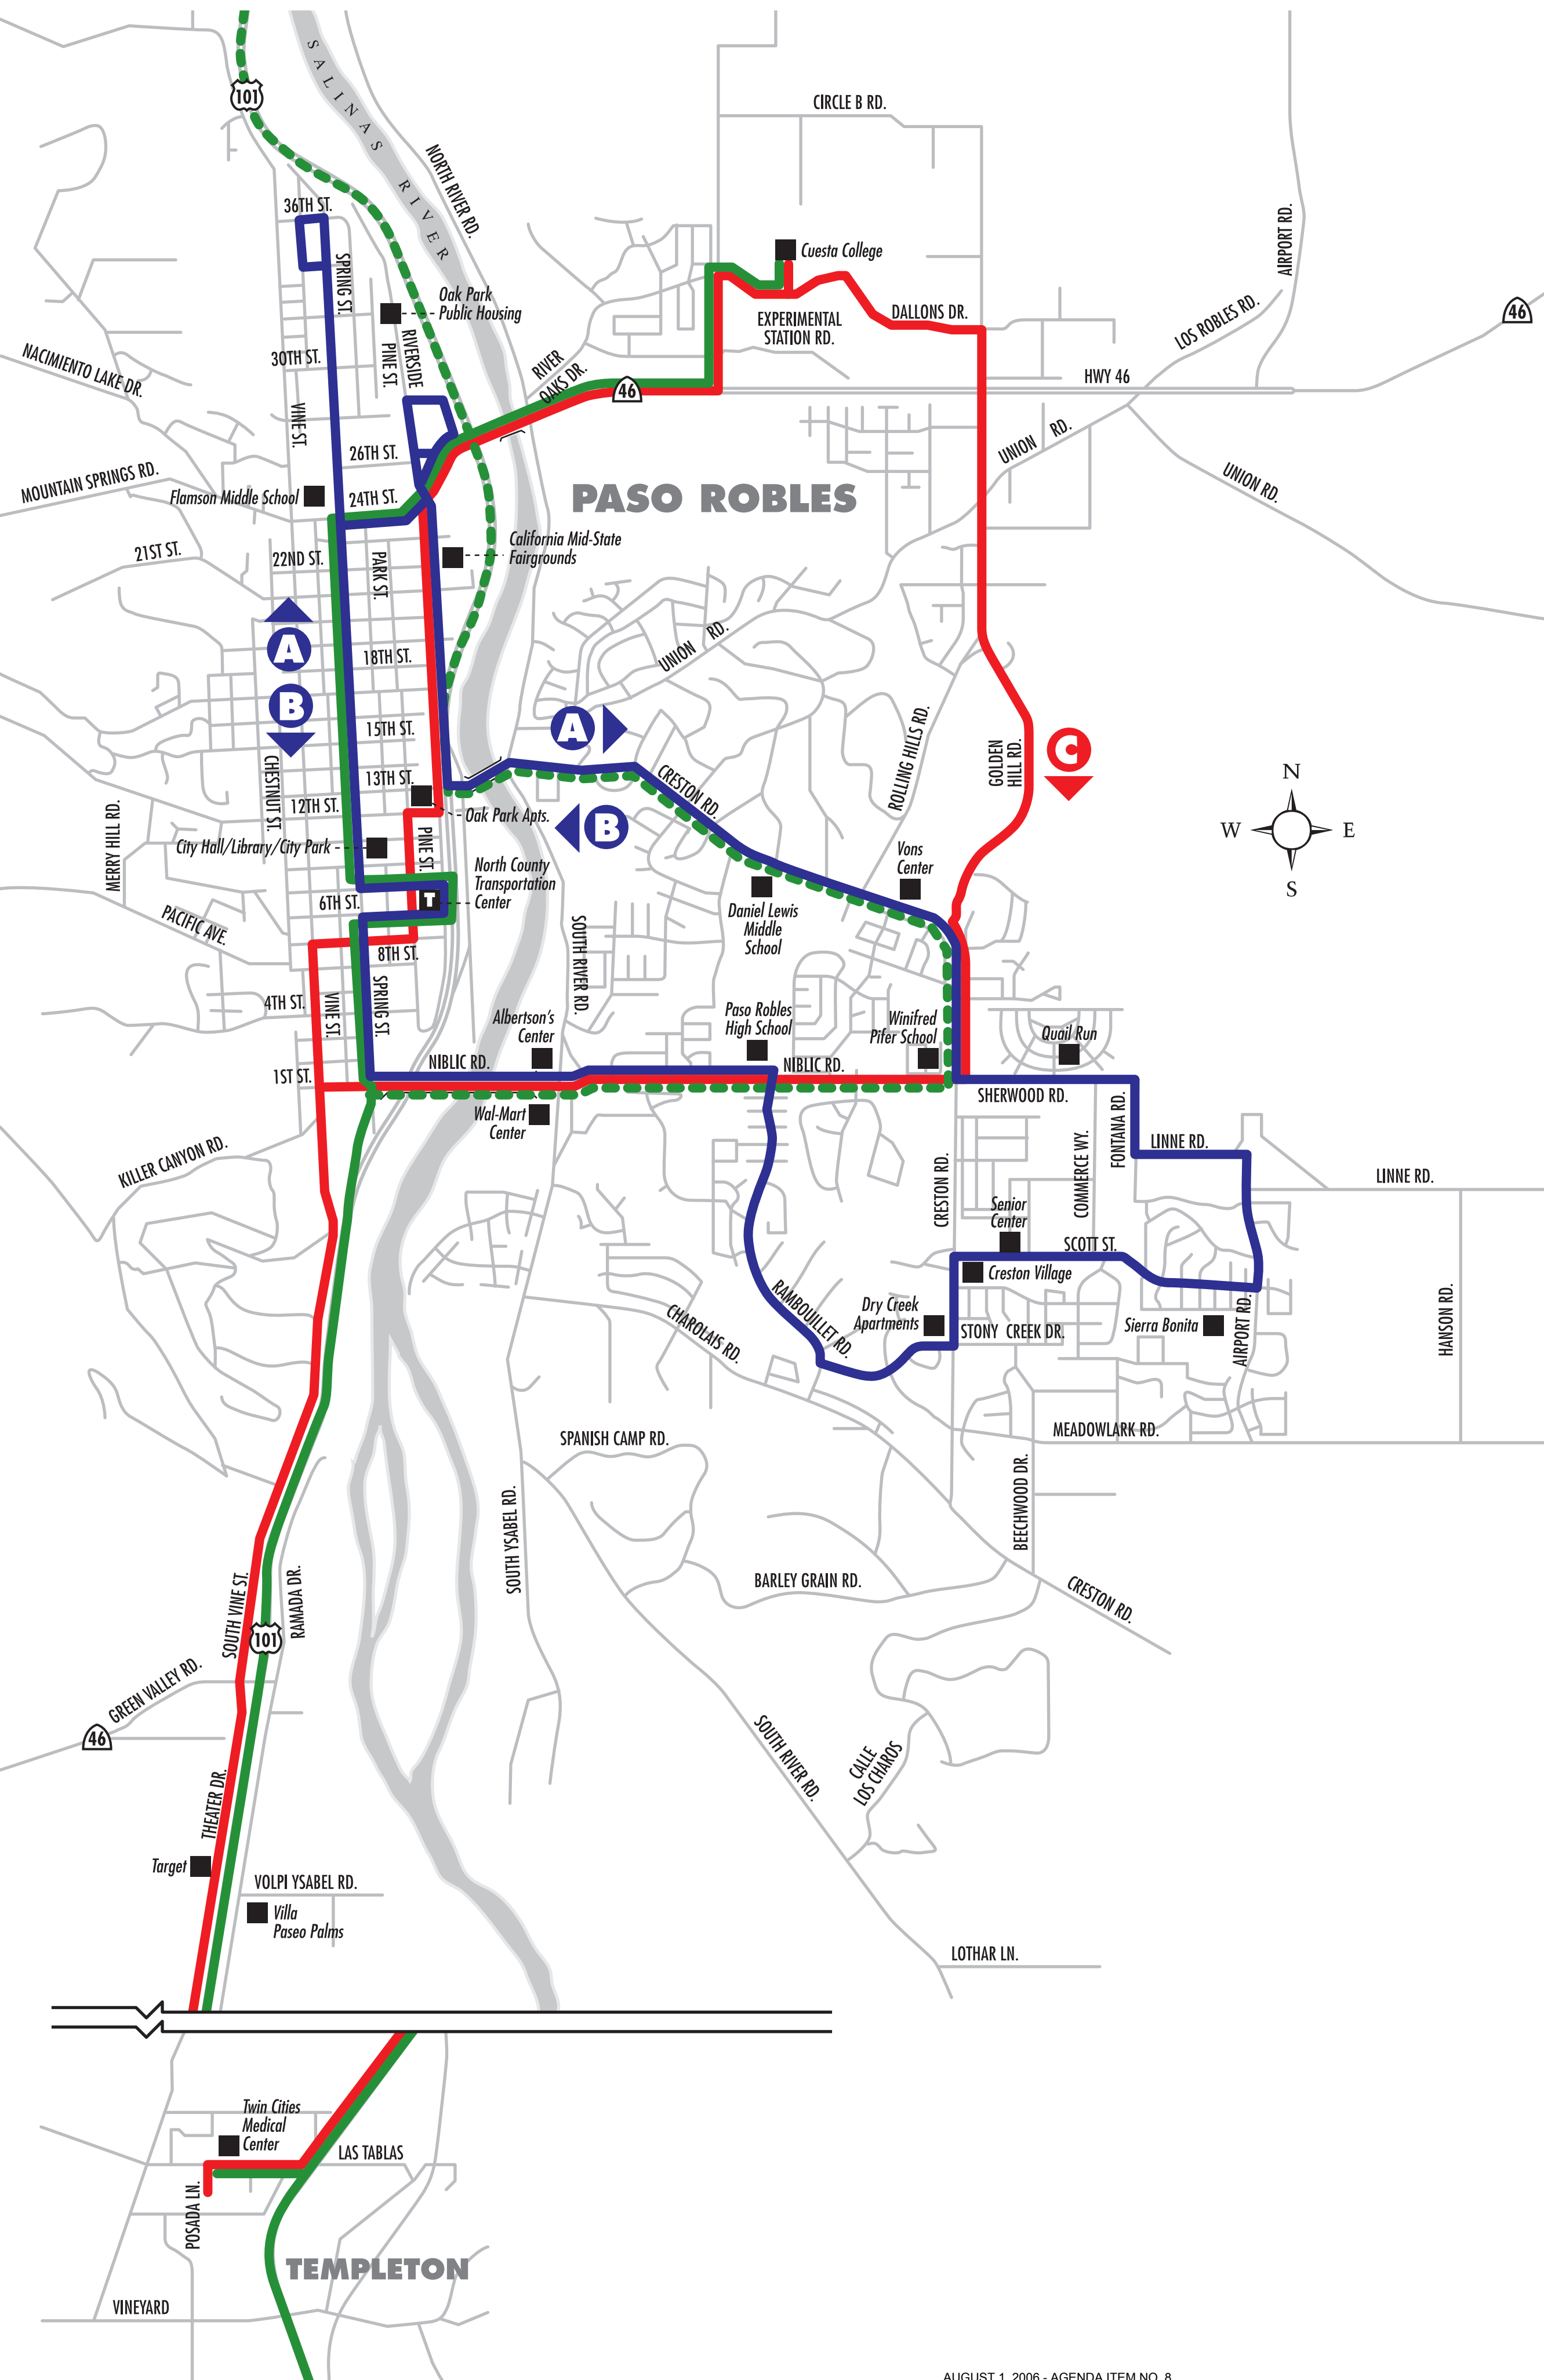 101
SALINAS RIVER
NORTH RIVER RD.
CIRCLE B RD.
36TH ST.
SPRING ST.
Oak Park
Public Housing
Cuesta College
AIRPORT RD.
EXPERIMENTAL
STATION RD.
DALLONS DR.
LOS ROBLES RD.
46
NACIMIENTO LAKE DR.
30TH ST.
PINE ST.
RIVERSIDE
RIVER
OAKS DR.
46
HWY 46
VINE ST.
26TH ST.
UNION RD.
UNION RD.
MOUNTAIN SPRINGS RD.
Flamson Middle School
24TH ST.
PASO ROBLES
21ST ST.
22ND ST.
PARK ST.
California Mid-State
Fairgrounds
A
B
18TH ST.
UNION RD.
15TH ST.
A
ROLLING HILLS RD.
GOLDEN
HILL RD.
C
CHESTNUT ST.
13TH ST.
CRESTON RD.
N
W
E
S
MERRY HILL RD.
12TH ST.
Oak Park Apts.
B
City Hall/Library/City Park
PINE ST.
North County
Transportation
Center
T
Vons
Center
6TH ST.
PACIFIC AVE.
Daniel Lewis
Middle
School
SOUTH RIVER RD.
8TH ST.
4TH ST.
VINE ST.
SPRING ST.
Albertson's
Center
Paso Robles
High School
Winifred
Pifer School
Quail Run
1ST ST.
NIBLIC RD.
NIBLIC RD.
SHERWOOD RD.
Wal-Mart
Center
KILLER CANYON RD.
FONTANA RD.
LINNE RD.
LINNE RD.
COMMERCE WY.
CRESTON RD.
Senior
Center
SCOTT ST.
Creston Village
RAMBOUILLET RD.
CHAROLAIS RD.
Dry Creek
Apartments
STONY CREEK DR.
Sierra Bonita
AIRPORT RD.
HANSON RD.
SPANISH CAMP RD.
MEADOWLARK RD.
SOUTH YSABEL RD.
BEECHWOOD DR.
BARLEY GRAIN RD.
CRESTON RD.
SOUTH VINE ST.
RAMADA DR.
101
GREEN VALLEY RD.
46
SOUTH RIVER RD.
CALLE
LOS CHAROS
THEATER DR.
Target
VOLPI YSABEL RD.
Villa
Paseo Palms
LOTHAR LN.
Twin Cities
Medical
Center
LAS TABLAS
POSADA LN.
TEMPLETON
VINEYARD
AUGUST 1, 2006 - AGENDA ITEM NO. 8